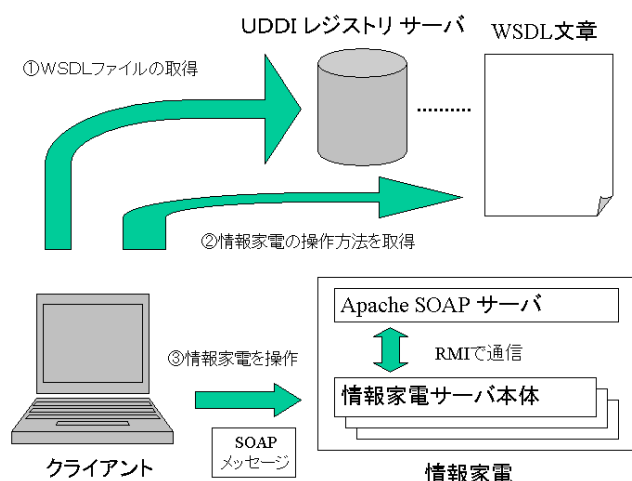 UDDI レジストリ サーバ
WSDL文章
①WSDLファイルの取得
②情報家電の操作方法を取得
Apache SOAP サーバ
RMIで通信
③情報家電を操作
情報家電サーバ本体
SOAP
メッセージ
クライアント
情報家電